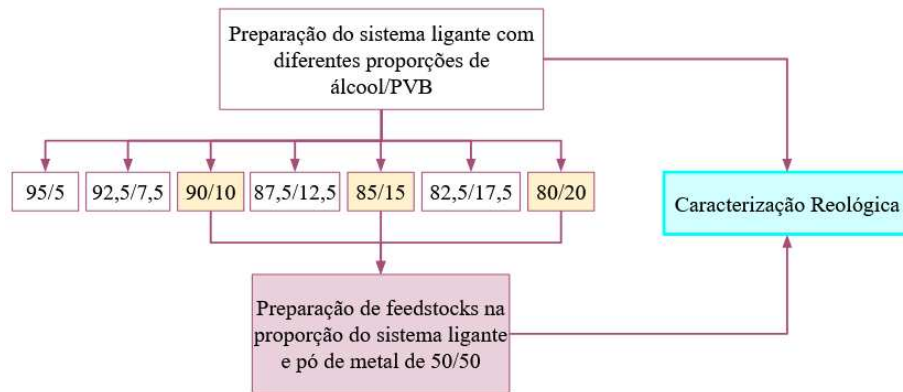 Preparação do sistema ligante com
diferentes proporções de
álcool/PVB
95/5
92,5/7,5
90/10
87,5/12,5
85/15
82,5/17,5
80/20
Caracterização Reológica
Preparação de feedstocks na
proporção do sistema ligante
e pó de metal de 50/50